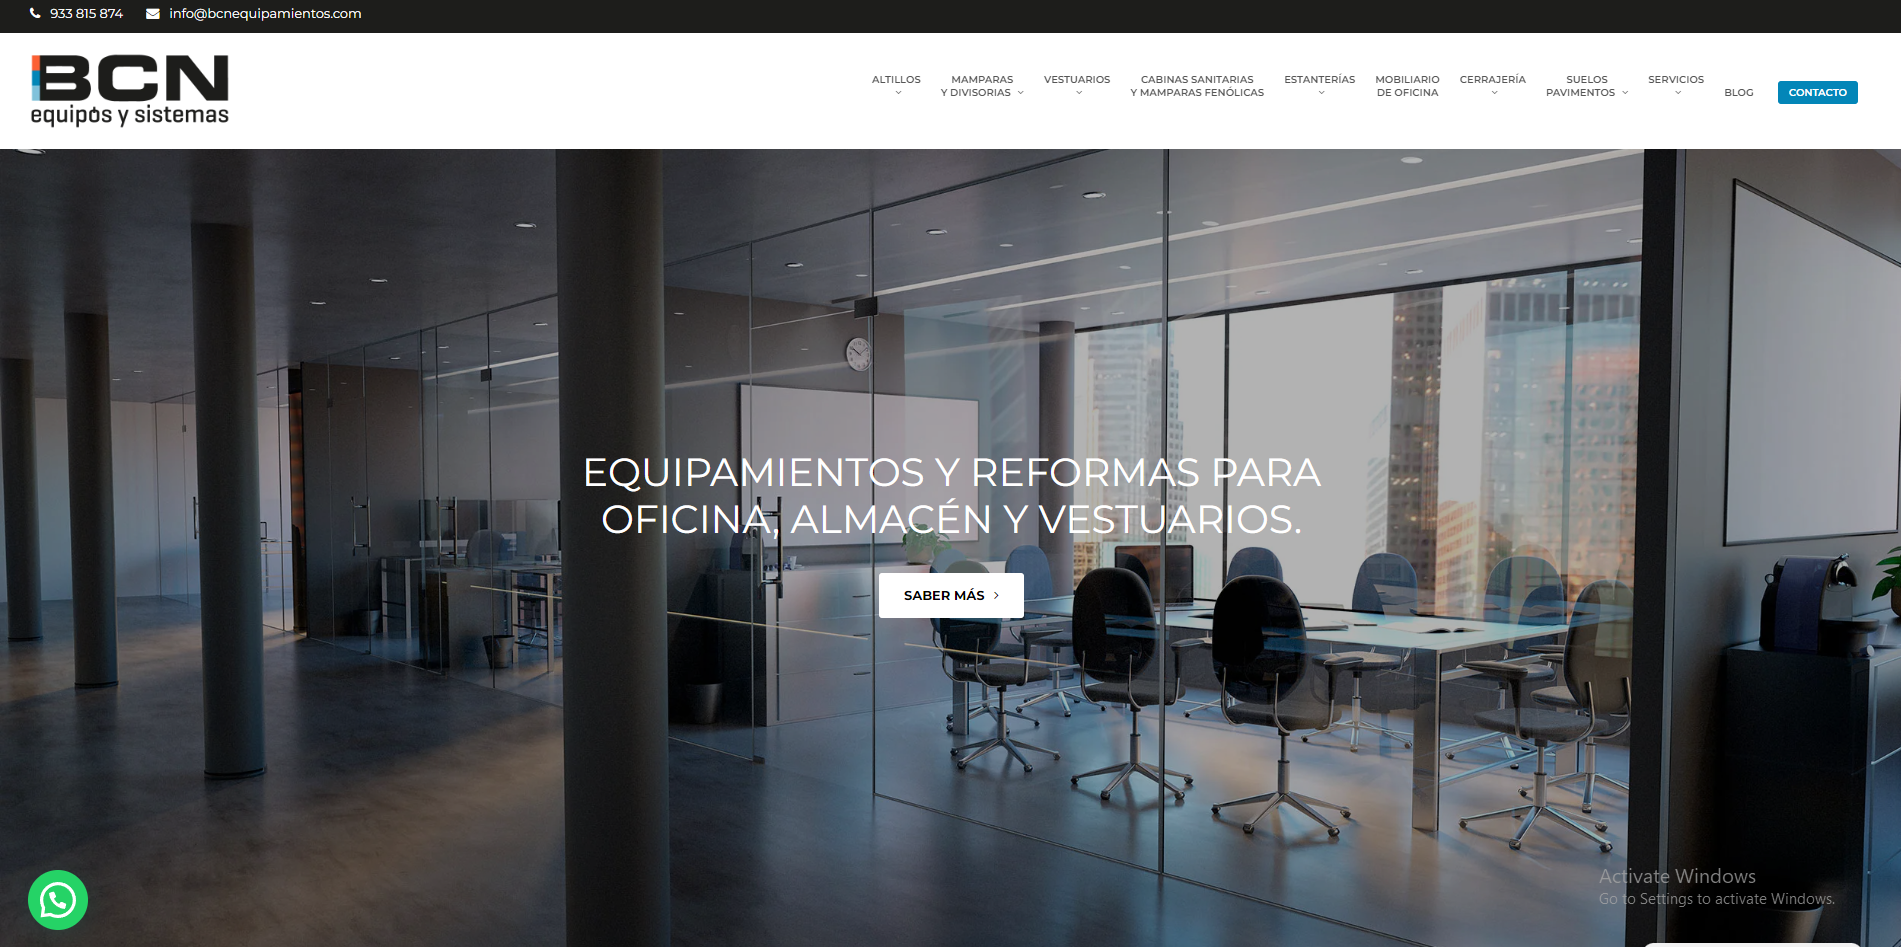 933 815 874 info@bcnequipamientos.com
BCN
equipos y sistemas
ALTILLOS
MAMPARAS
Y DIVISORIAS
VESTUARIOS
CABINAS SANITARIAS
Y MAMPARAS FENÓLICAS
ESTANTERÍAS
MOBILIARIO
DE OFICINA
CERRAJERÍA
SUELOS
PAVIMENTOS
SERVICIOS
BLOG
CONTACTO
EQUIPAMIENTOS Y REFORMAS PARA
OFICINA, ALMACÉN Y VESTUARIOS.
SABER MÁS
Activate Windows
Go to Settings to activate Windows.